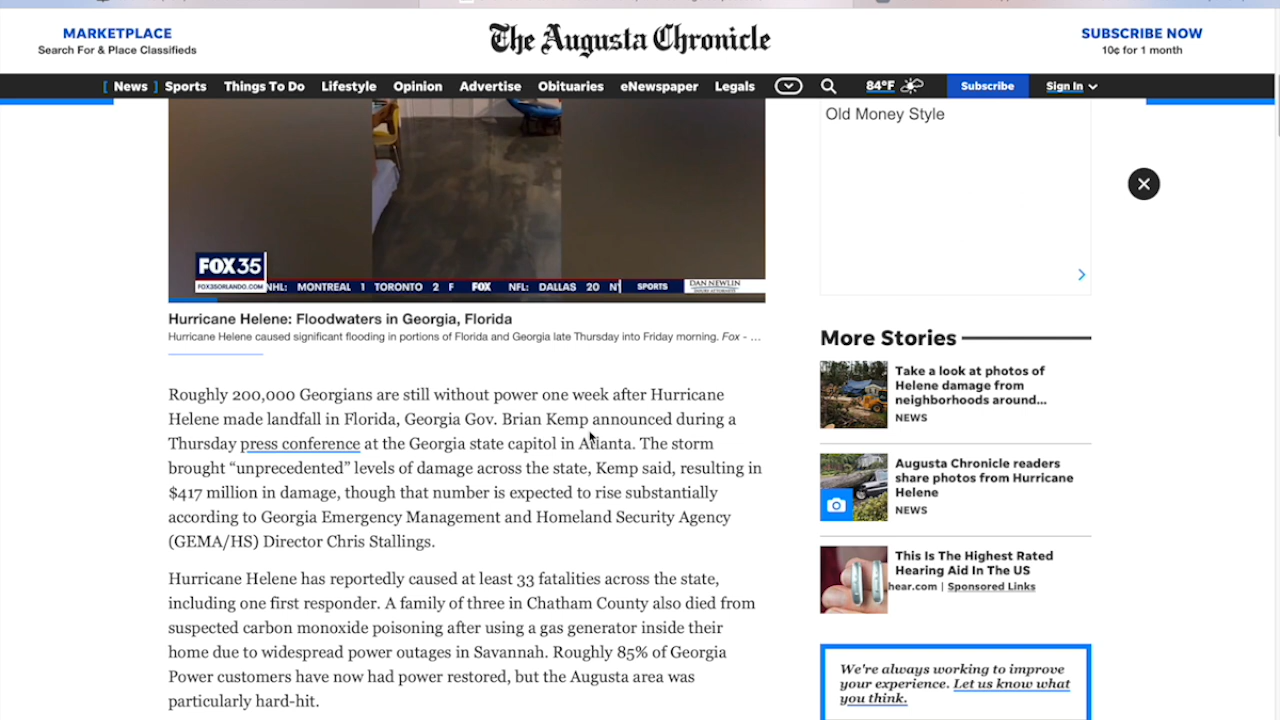 MARKETPLACE
Search For & Place Classifieds
The Augusta Chronicle
SUBSCRIBE NOW
10¢ for 1 month
[ News ] Sports Things To Do Lifestyle Opinion Advertise Obituaries eNewspaper Legals 84°F Subscribe Sign In
FOX 35
FOX35ORLANDO.COM NHL: MONTREAL 1 TORONTO 2 F FOX NFL: DALLAS 20 SPORTS DAN NEWLIN
Hurricane Helene: Floodwaters in Georgia, Florida
Hurricane Helene caused significant flooding in portions of Florida and Georgia late Thursday into Friday morning. Fox - …
Roughly 200,000 Georgians are still without power one week after Hurricane
Helene made landfall in Florida, Georgia Gov. Brian Kemp announced during a
Thursday press conference at the Georgia state capitol in Atlanta. The storm
brought “unprecedented” levels of damage across the state, Kemp said, resulting in
$417 million in damage, though that number is expected to rise substantially
according to Georgia Emergency Management and Homeland Security Agency
(GEMA/HS) Director Chris Stallings.
Hurricane Helene has reportedly caused at least 33 fatalities across the state,
including one first responder. A family of three in Chatham County also died from
suspected carbon monoxide poisoning after using a gas generator inside their
home due to widespread power outages in Savannah. Roughly 85% of Georgia
Power customers have now had power restored, but the Augusta area was
particularly hard-hit.
Old Money Style
More Stories
Take a look at photos of
Helene damage from
neighborhoods around...
NEWS
Augusta Chronicle readers
share photos from Hurricane
Helene
NEWS
This Is The Highest Rated
Hearing Aid In The US
hear.com | Sponsored Links
We're always working to improve
your experience. Let us know what
you think.